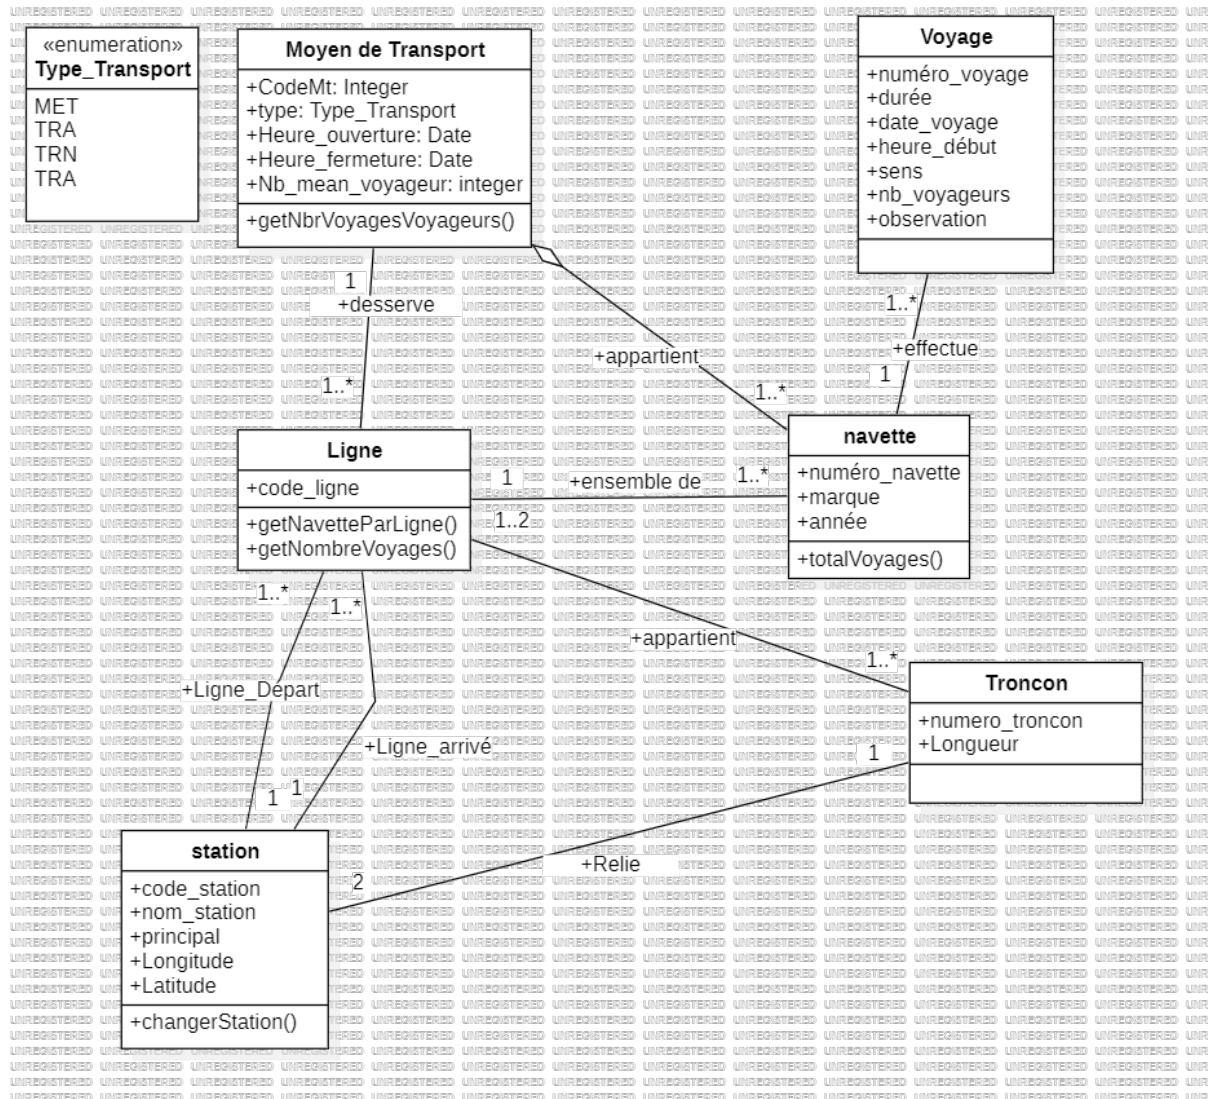 «enumeration»
Type_Transport
MET
TRA
TRN
TRA
Moyen de Transport
+CodeMt: Integer
+type: Type_Transport
+Heure_ouverture: Date
+Heure_fermeture: Date
+Nb_mean_voyageur: integer
+getNbrVoyagesVoyageurs()
Voyage
+numéro_voyage
+durée
+date_voyage
+heure_début
+sens
+nb_voyageurs
+observation
1
+desserve
1..*
+appartient
1..*
1..*
+effectue
1
Ligne
+code_ligne
+getNavetteParLigne()
+getNombreVoyages()
1
+ensemble de
1..*
navette
+numéro_navette
+marque
+année
+totalVoyages()
1..2
+appartient
1..*
1..*
1..*
+Ligne_Départ
+Ligne_arrivé
1
1
Troncon
+numero_troncon
+Longueur
1
+Relie
2
station
+code_station
+nom_station
+principal
+Longitude
+Latitude
+changerStation()
UNREGISTERED